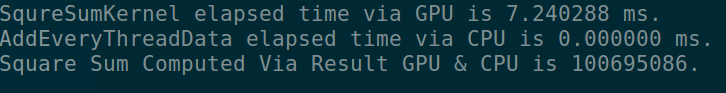 SqureSumKernel elapsed time via GPU is 7.240288 ms.
AddEveryThreadData elapsed time via CPU is 0.000000 ms.
Square Sum Computed Via Result GPU & CPU is 100695086.